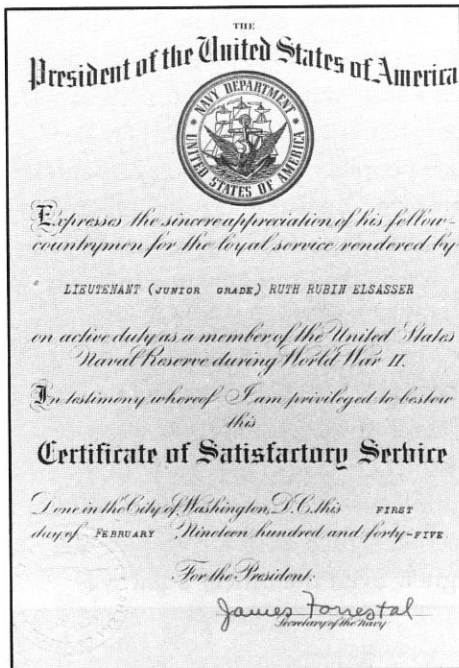 THE
President of the United States of America
NAVY DEPARTMENT
UNITED STATES OF AMERICA
Expresses the sincere appreciation of his fellow-
countrymen for the loyal service rendered by
LIEUTENANT (JUNIOR GRADE) RUTH RUBIN ELSASSER
on active duty as a member of the United States
Naval Reserve during World War II.
In testimony whereof I am privileged to bestow
this
Certificate of Satisfactory Service
Done in the City of Washington, D.C. this FIRST
day of FEBRUARY Nineteen hundred and forty-FIVE
For the President:
James Forrestal
Secretary of the Navy